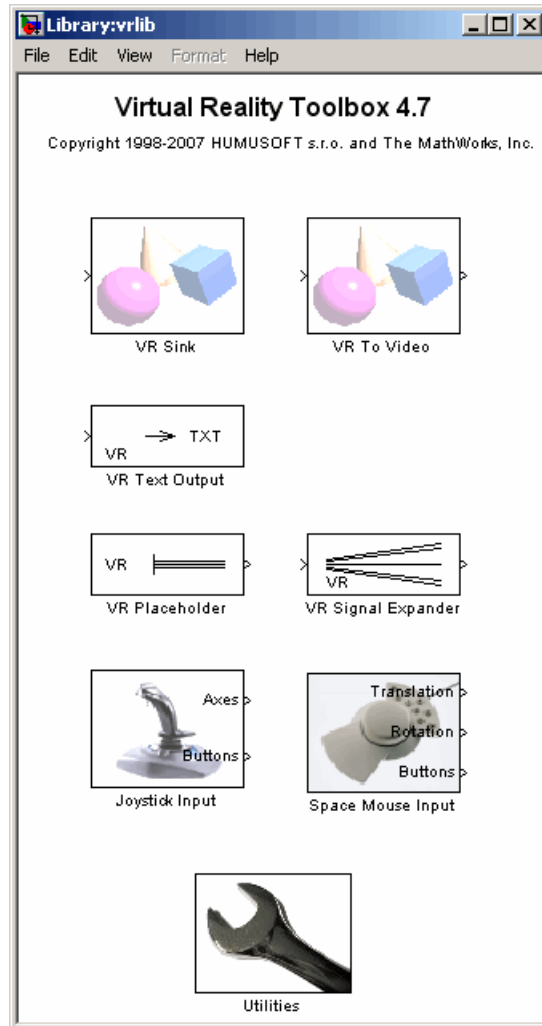 Library:vrlib
File Edit View Format Help
Virtual Reality Toolbox 4.7
Copyright 1998-2007 HUMUSOFT s.r.o. and The MathWorks, Inc.
VR Sink
VR To Video
TXT
VR
VR Text Output
VR
VR Placeholder
VR
VR Signal Expander
Axes
Buttons
Joystick Input
Translation
Rotation
Buttons
Space Mouse Input
Utilities